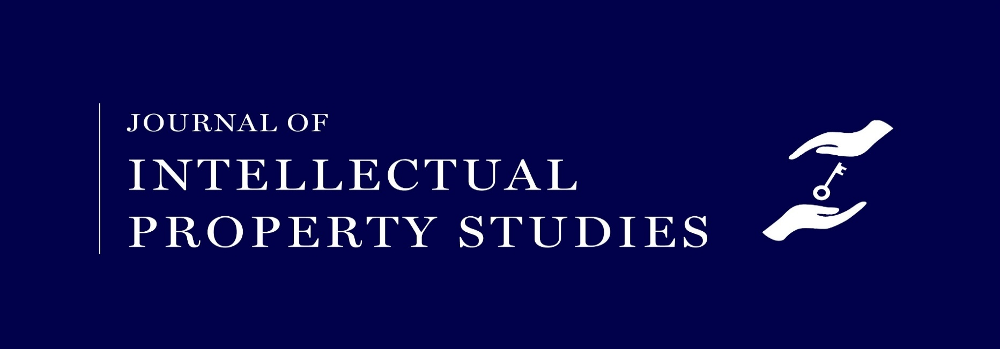 JOURNAL OF
INTELLECTUAL
PROPERTY STUDIES